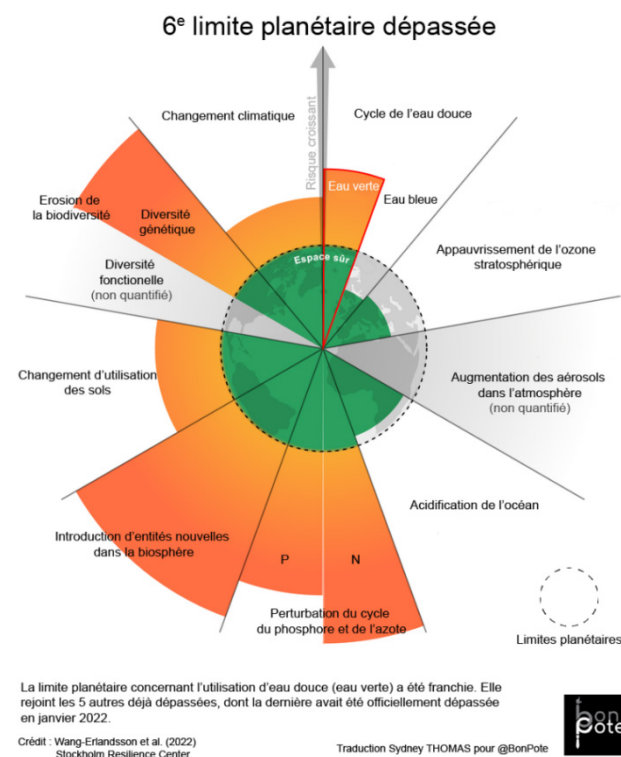 6e limite planétaire dépassée
Changement climatique
Risque croissant
Cycle de l'eau douce
Eau verte
Eau bleue
Erosion de
la biodiversité
Diversité
génétique
Espace sûr
Appauvrissement de l'ozone
stratosphérique
Diversité
fonctionelle
(non quantifié)
Changement d'utilisation
des sols
Augmentation des aérosols
dans l'atmosphère
(non quantifié)
Acidification de l'océan
Introduction d'entités nouvelles
dans la biosphère
P
N
Perturbation du cycle
du phosphore et de l'azote
Limites planétaires
La limite planétaire concernant l'utilisation d'eau douce (eau verte) a été franchie. Elle
rejoint les 5 autres déjà dépassées, dont la dernière avait été officiellement dépassée
en janvier 2022.
Crédit : Wang-Erlandsson et al. (2022)
Stockholm Resilience Center
Traduction Sydney THOMAS pour @BonPote
bon
pote